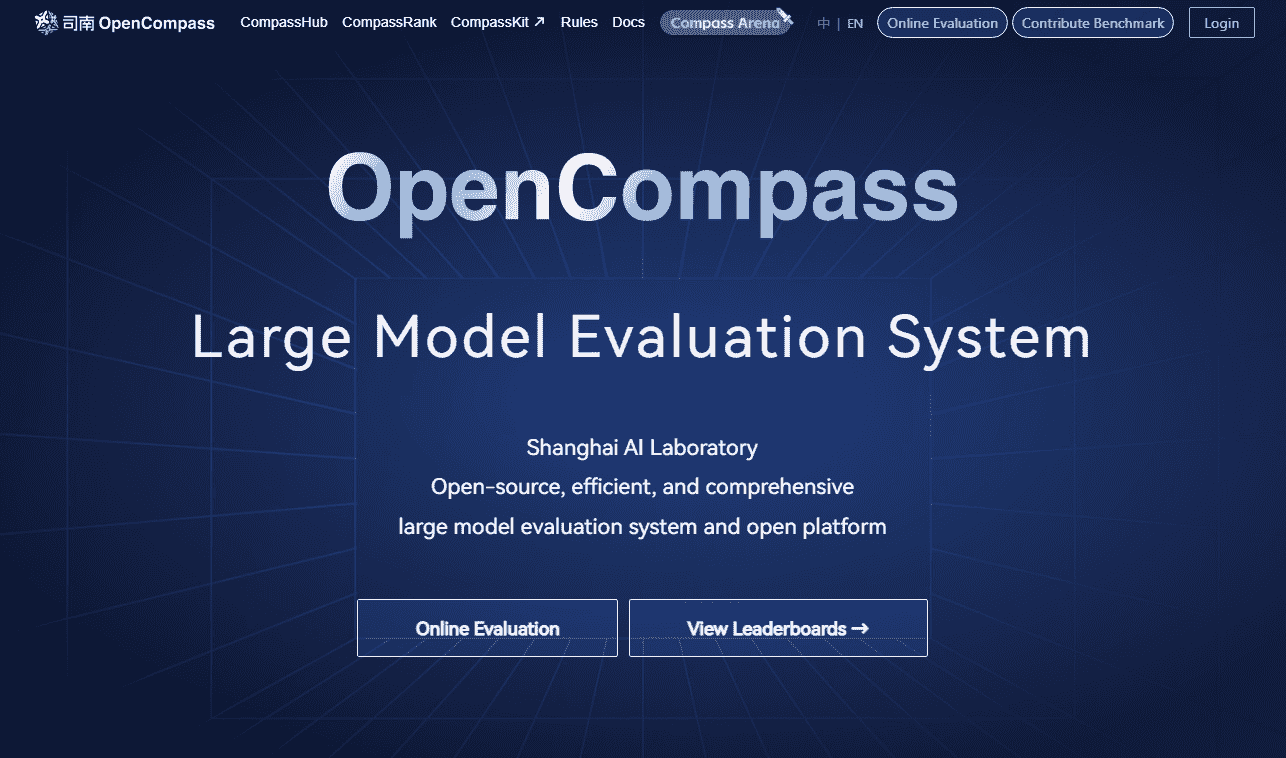 司南 OpenCompass CompassHub CompassRank CompassKit ↗ Rules Docs Compass Arena 中 | EN Online Evaluation Contribute Benchmark Login
OpenCompass
Large Model Evaluation System
Shanghai AI Laboratory
Open-source, efficient, and comprehensive
large model evaluation system and open platform
Online Evaluation View Leaderboards →